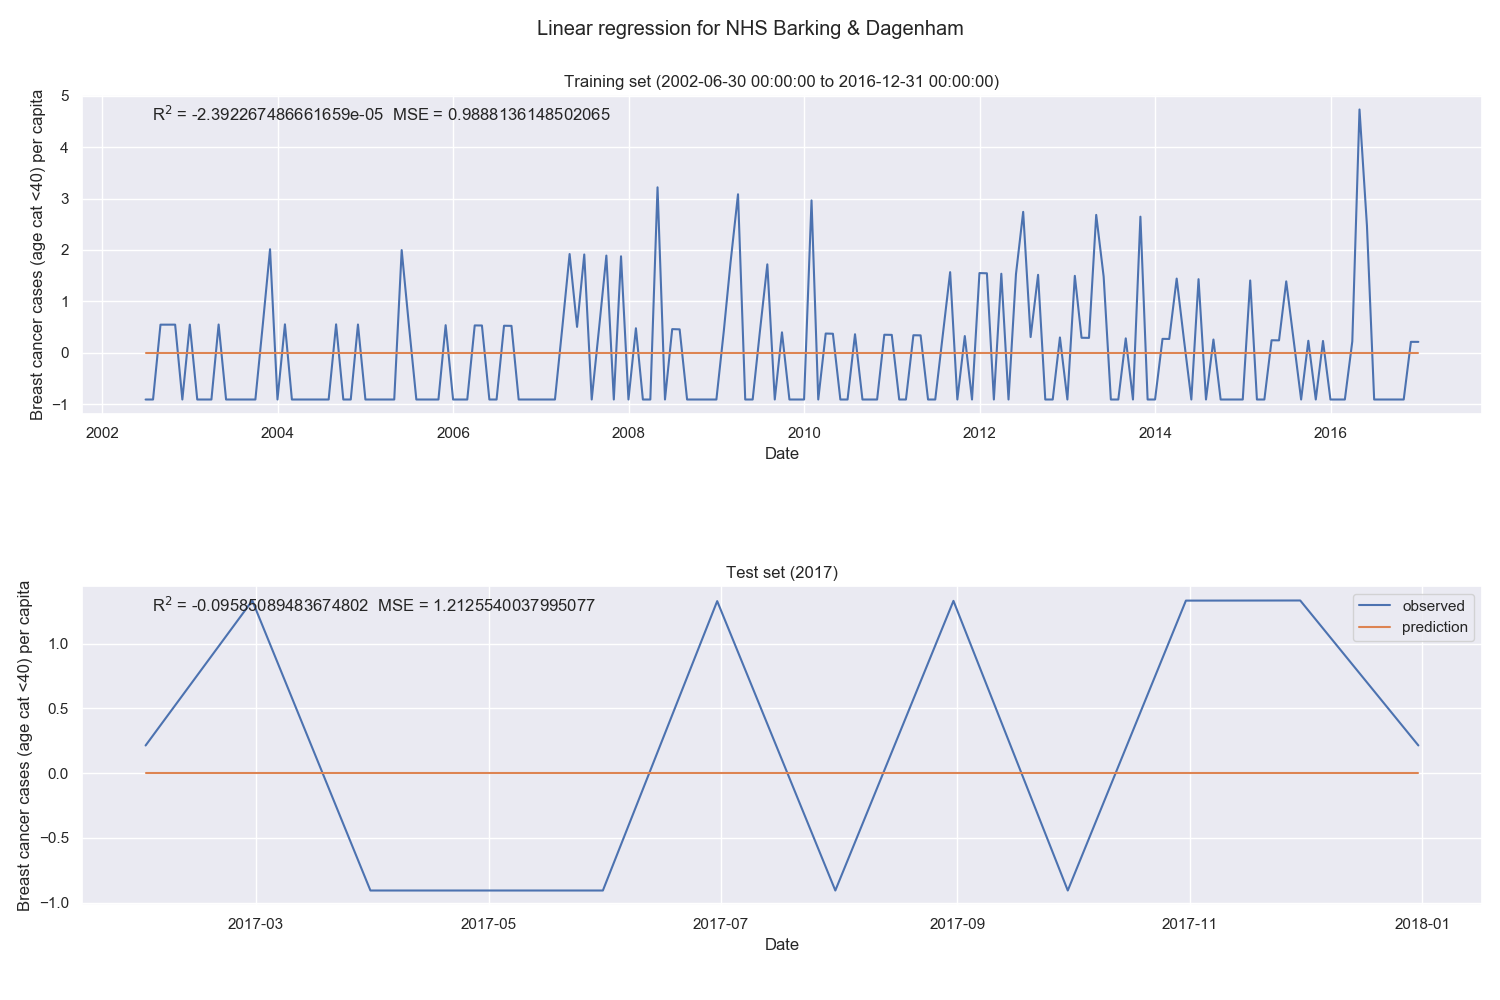 Linear regression for NHS Barking & Dagenham
Training set (2002-06-30 00:00:00 to 2016-12-31 00:00:00)
R² = -2.392267486661659e-05 MSE = 0.9888136148502065
Breast cancer cases (age cat <40) per capita
5
4
3
2
1
0
−1
2002 2004 2006 2008 2010 2012 2014 2016
Date
Test set (2017)
R² = -0.09585089483674802 MSE = 1.2125540037995077
observed
prediction
Breast cancer cases (age cat <40) per capita
1.0
0.5
0.0
−0.5
−1.0
2017-03 2017-05 2017-07 2017-09 2017-11 2018-01
Date